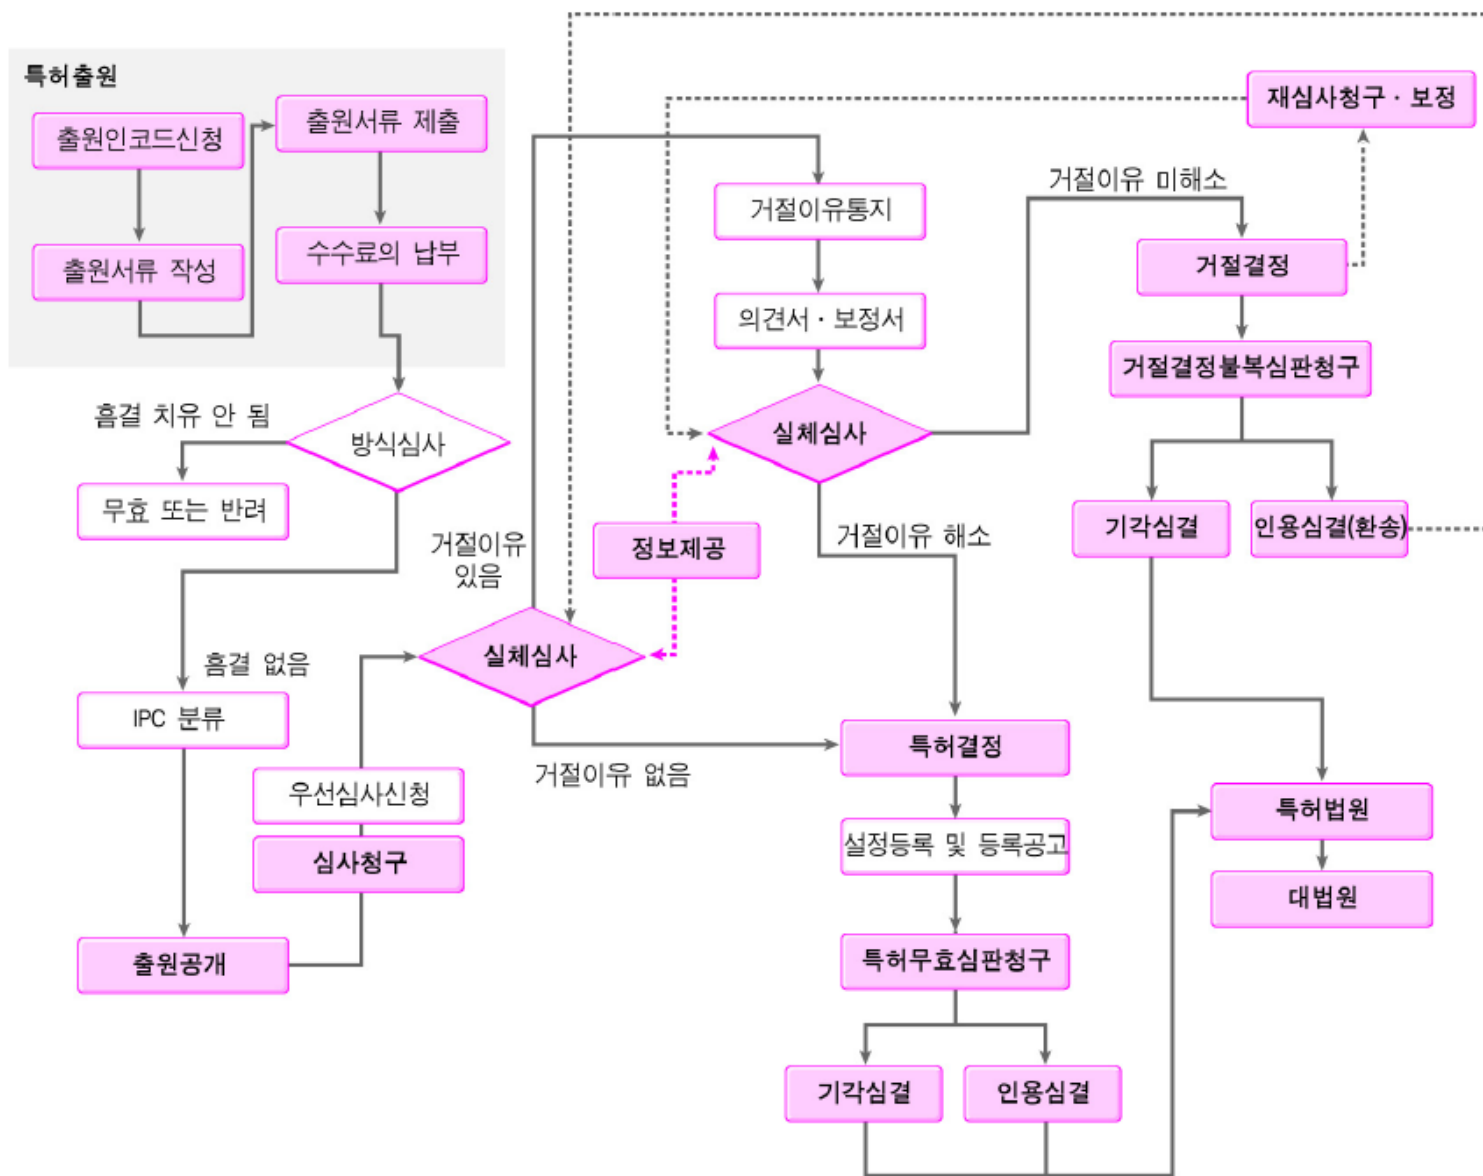 특허출원
출원인코드신청
출원서류 작성
출원서류 제출
수수료의 납부
방식심사
흠결 치유 안 됨
무효 또는 반려
흠결 없음
IPC 분류
출원공개
심사청구
우선심사신청
실체심사
거절이유
있음
거절이유 없음
정보제공
거절이유통지
의견서 · 보정서
실체심사
거절이유 미해소
거절이유 해소
재심사청구 · 보정
거절결정
거절결정불복심판청구
기각심결
인용심결(환송)
특허결정
설정등록 및 등록공고
특허무효심판청구
기각심결
인용심결
특허법원
대법원